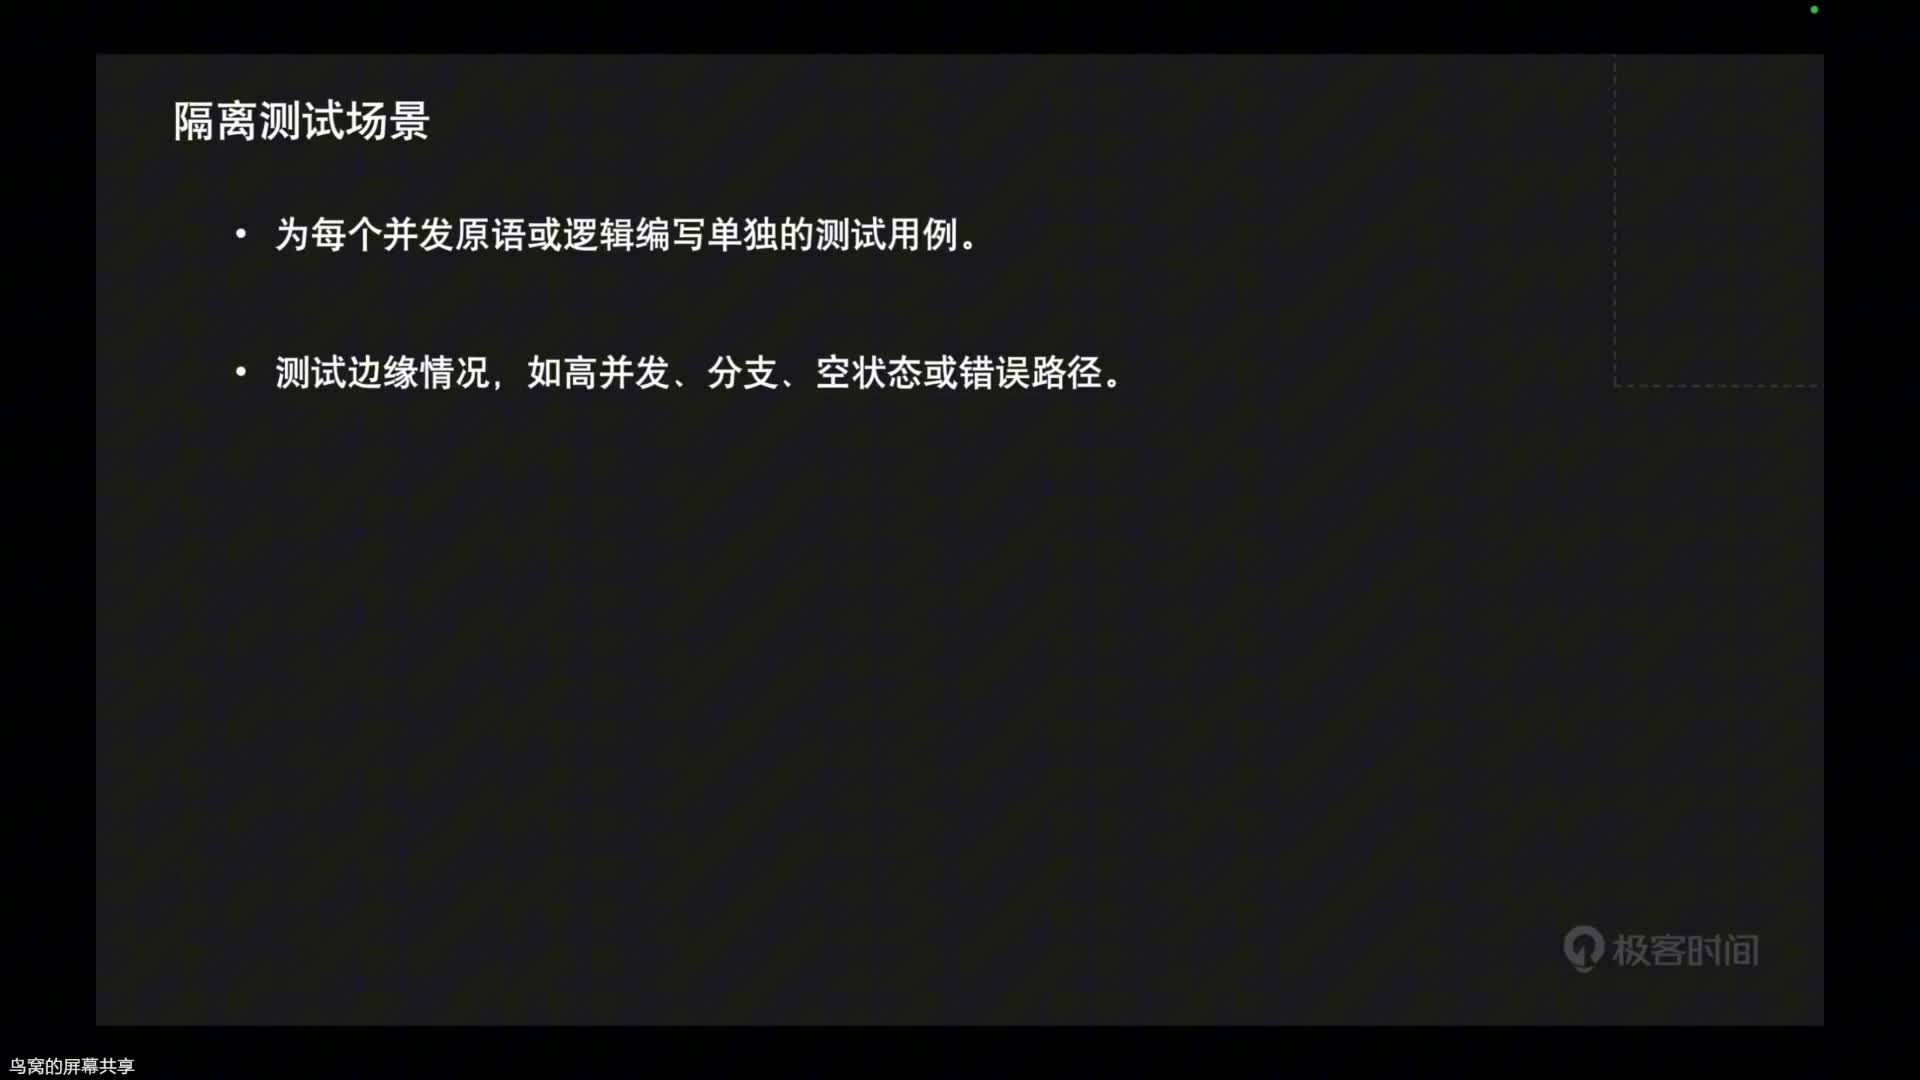 隔离测试场景
• 为每个并发原语或逻辑编写单独的测试用例。
• 测试边缘情况，如高并发、分支、空状态或错误路径。
极客时间
鸟窝的屏幕共享